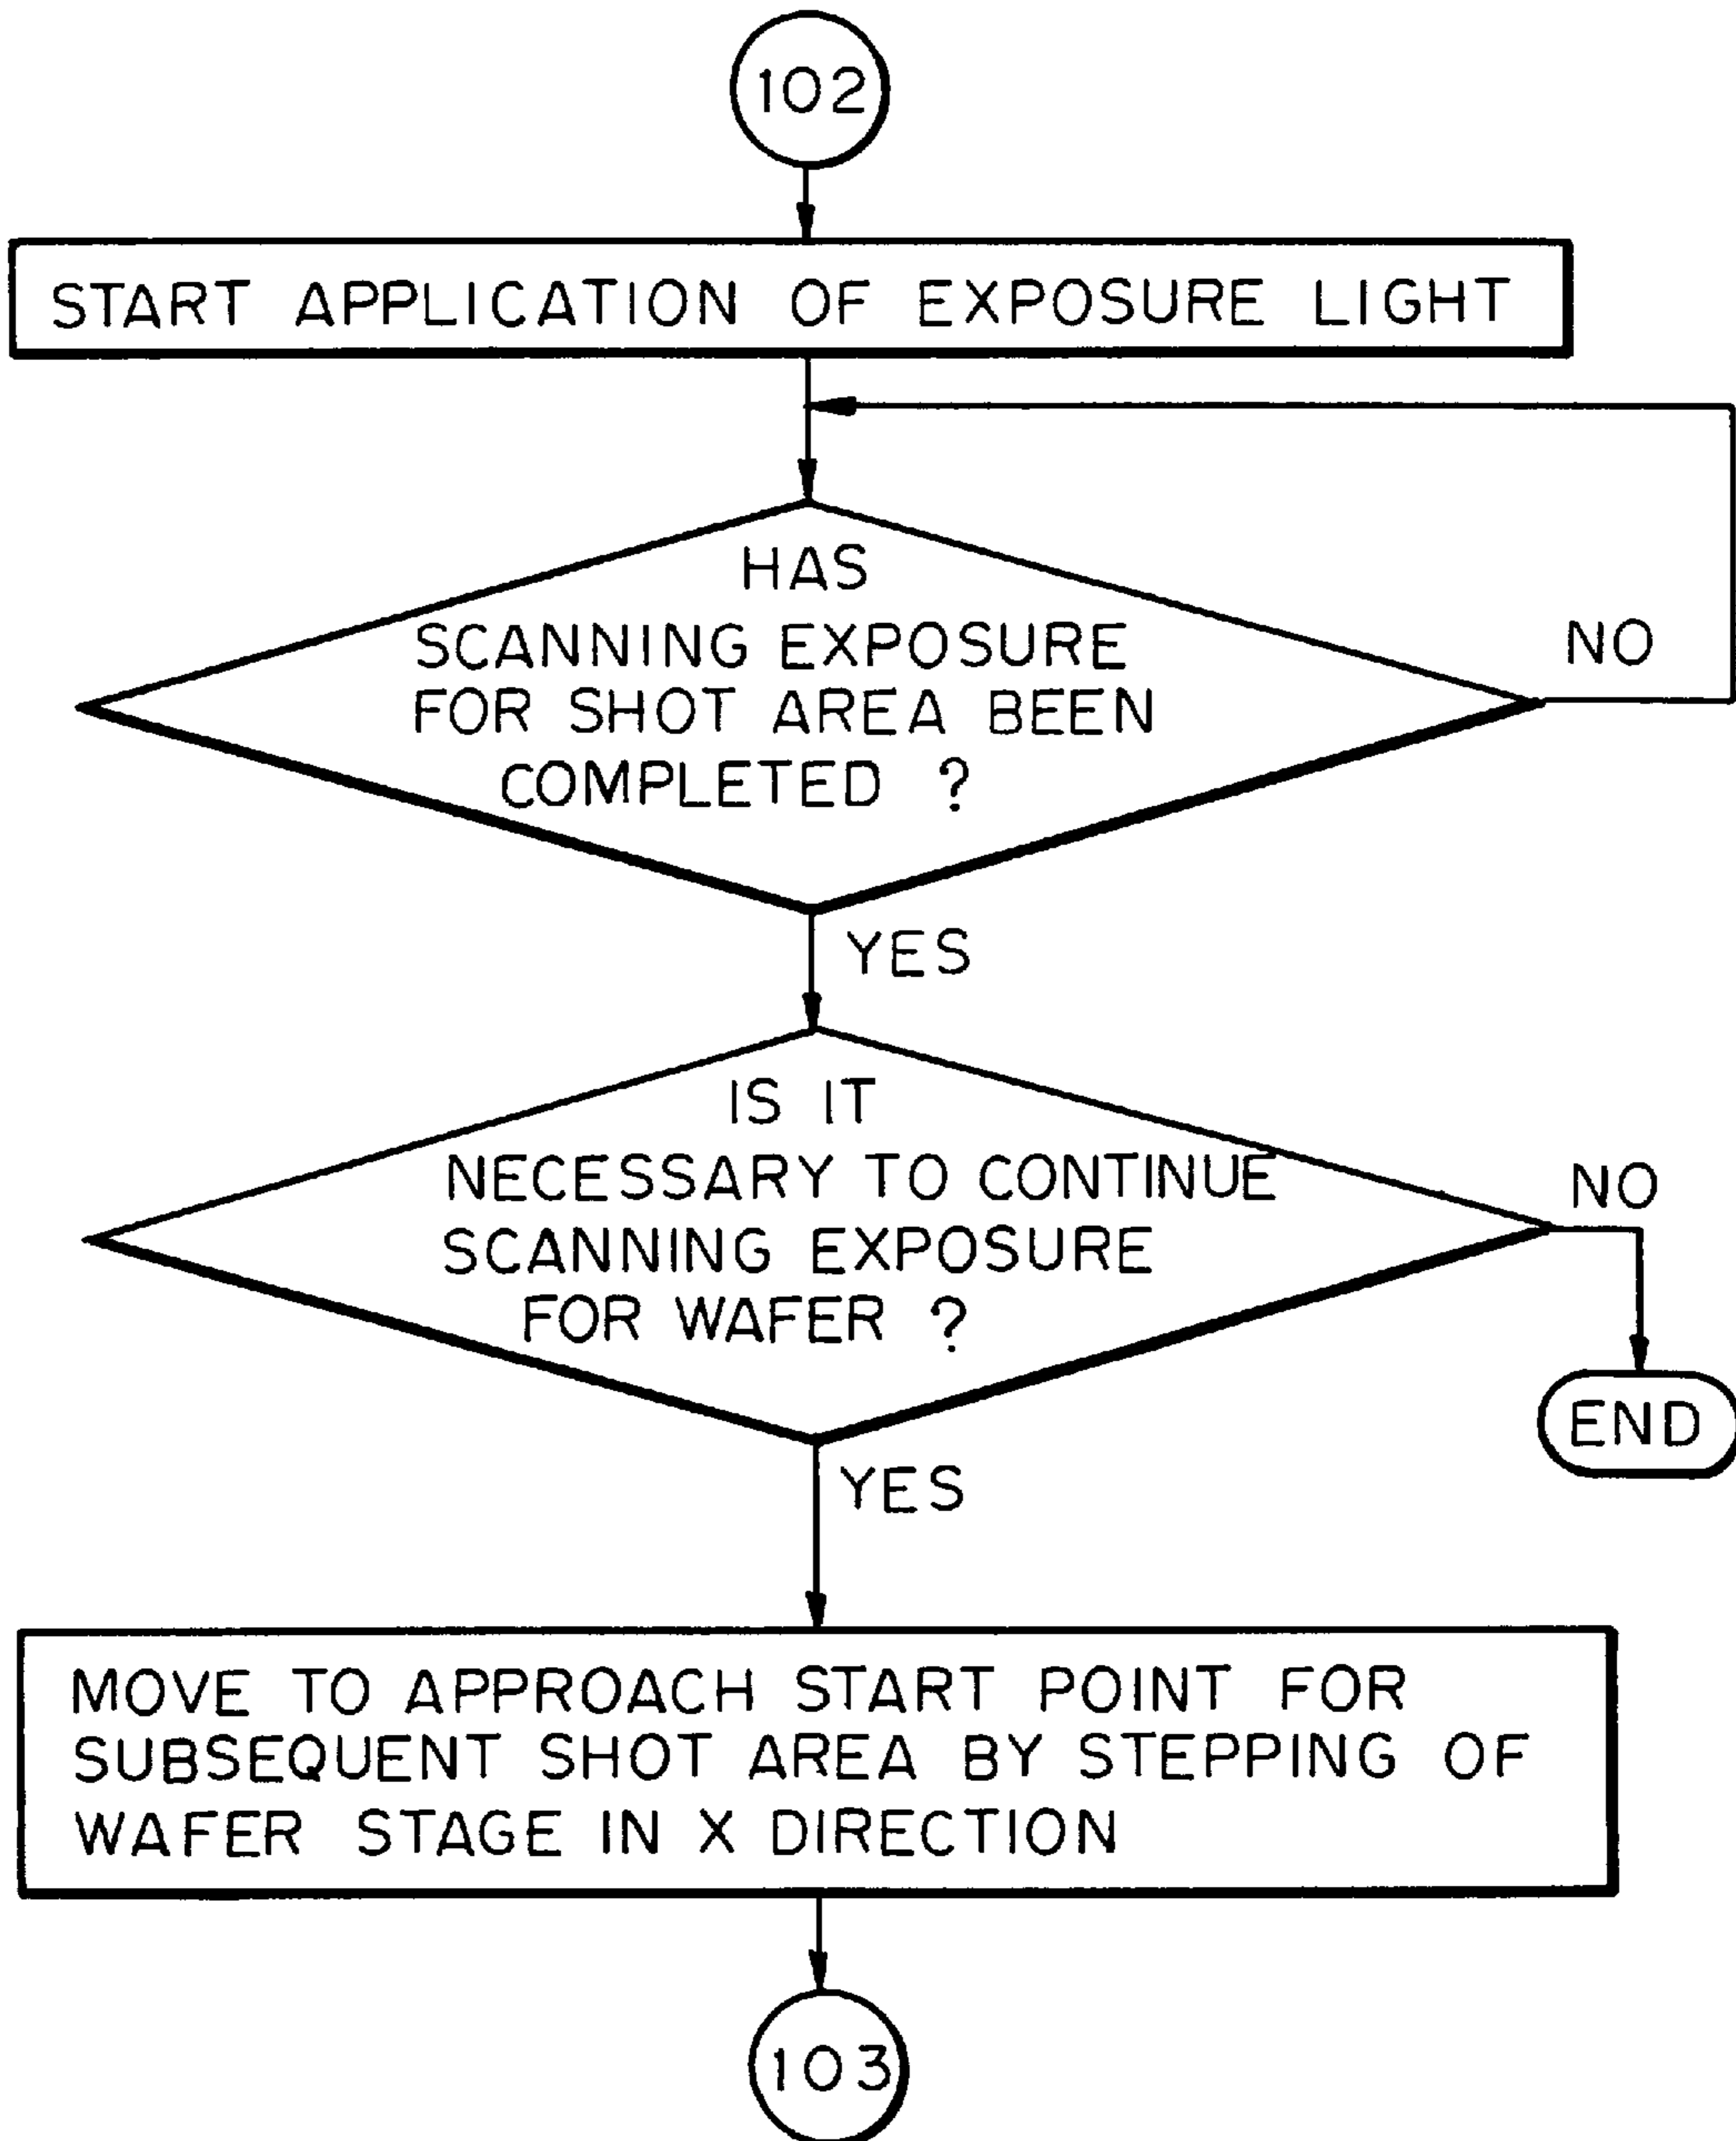 102
START APPLICATION OF EXPOSURE LIGHT
HAS
SCANNING EXPOSURE
FOR SHOT AREA BEEN
COMPLETED ?
NO
YES
IS IT
NECESSARY TO CONTINUE
SCANNING EXPOSURE
FOR WAFER ?
NO
END
YES
MOVE TO APPROACH START POINT FOR
SUBSEQUENT SHOT AREA BY STEPPING OF
WAFER STAGE IN X DIRECTION
103